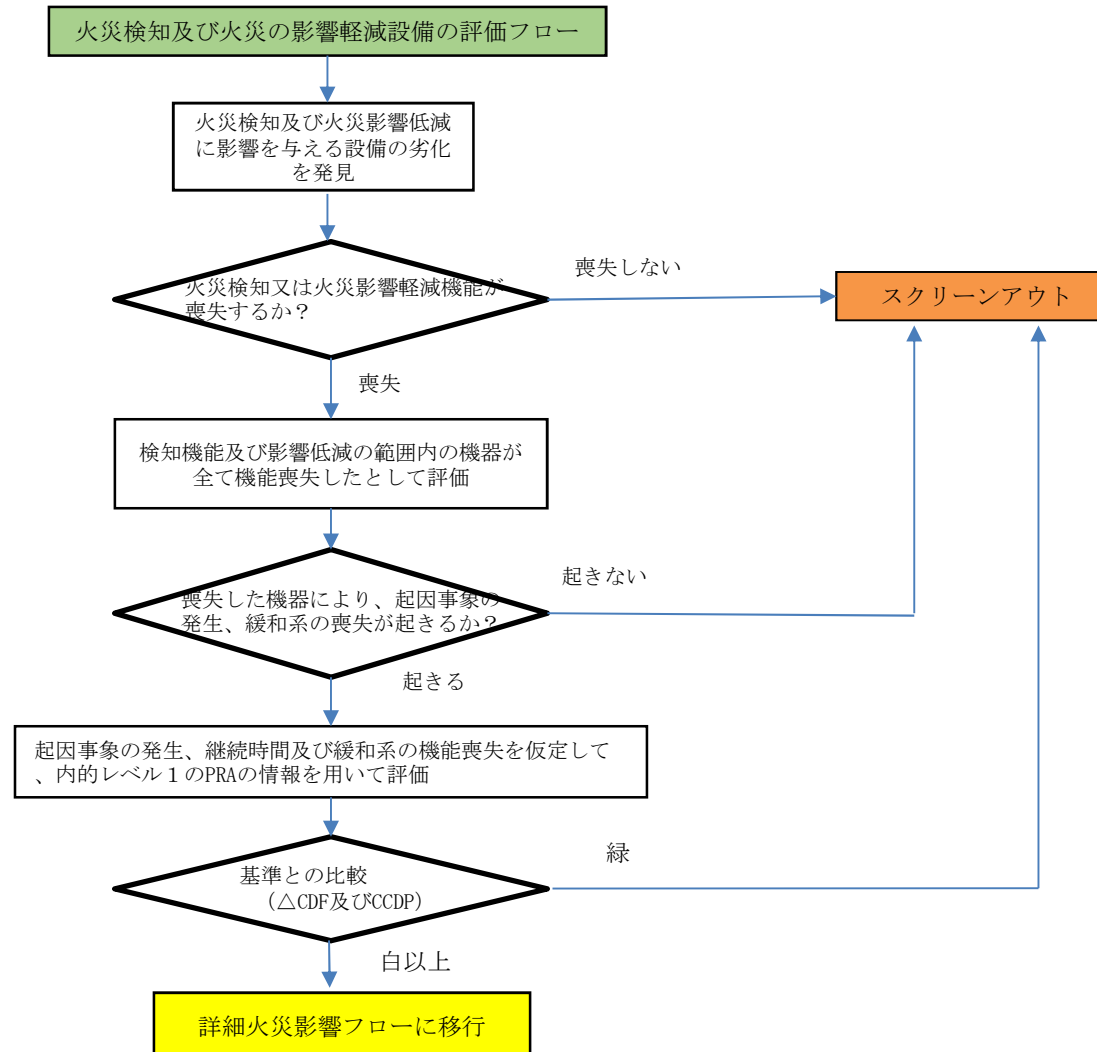 火災検知及び火災の影響軽減設備の評価フロー
火災検知及び火災影響低減
に影響を与える設備の劣化
を発見
火災検知又は火災影響軽減機能が
喪失するか？
喪失しない
スクリーンアウト
喪失
検知機能及び影響低減の範囲内の機器が
全て機能喪失したとして評価
喪失した機器により、起因事象の
発生、緩和系の喪失が起きるか？
起きない
起きる
起因事象の発生、継続時間及び緩和系の機能喪失を仮定して
、内的レベル１のPRAの情報を用いて評価
基準との比較
（△CDF及びCCDP）
緑
白以上
詳細火災影響フローに移行